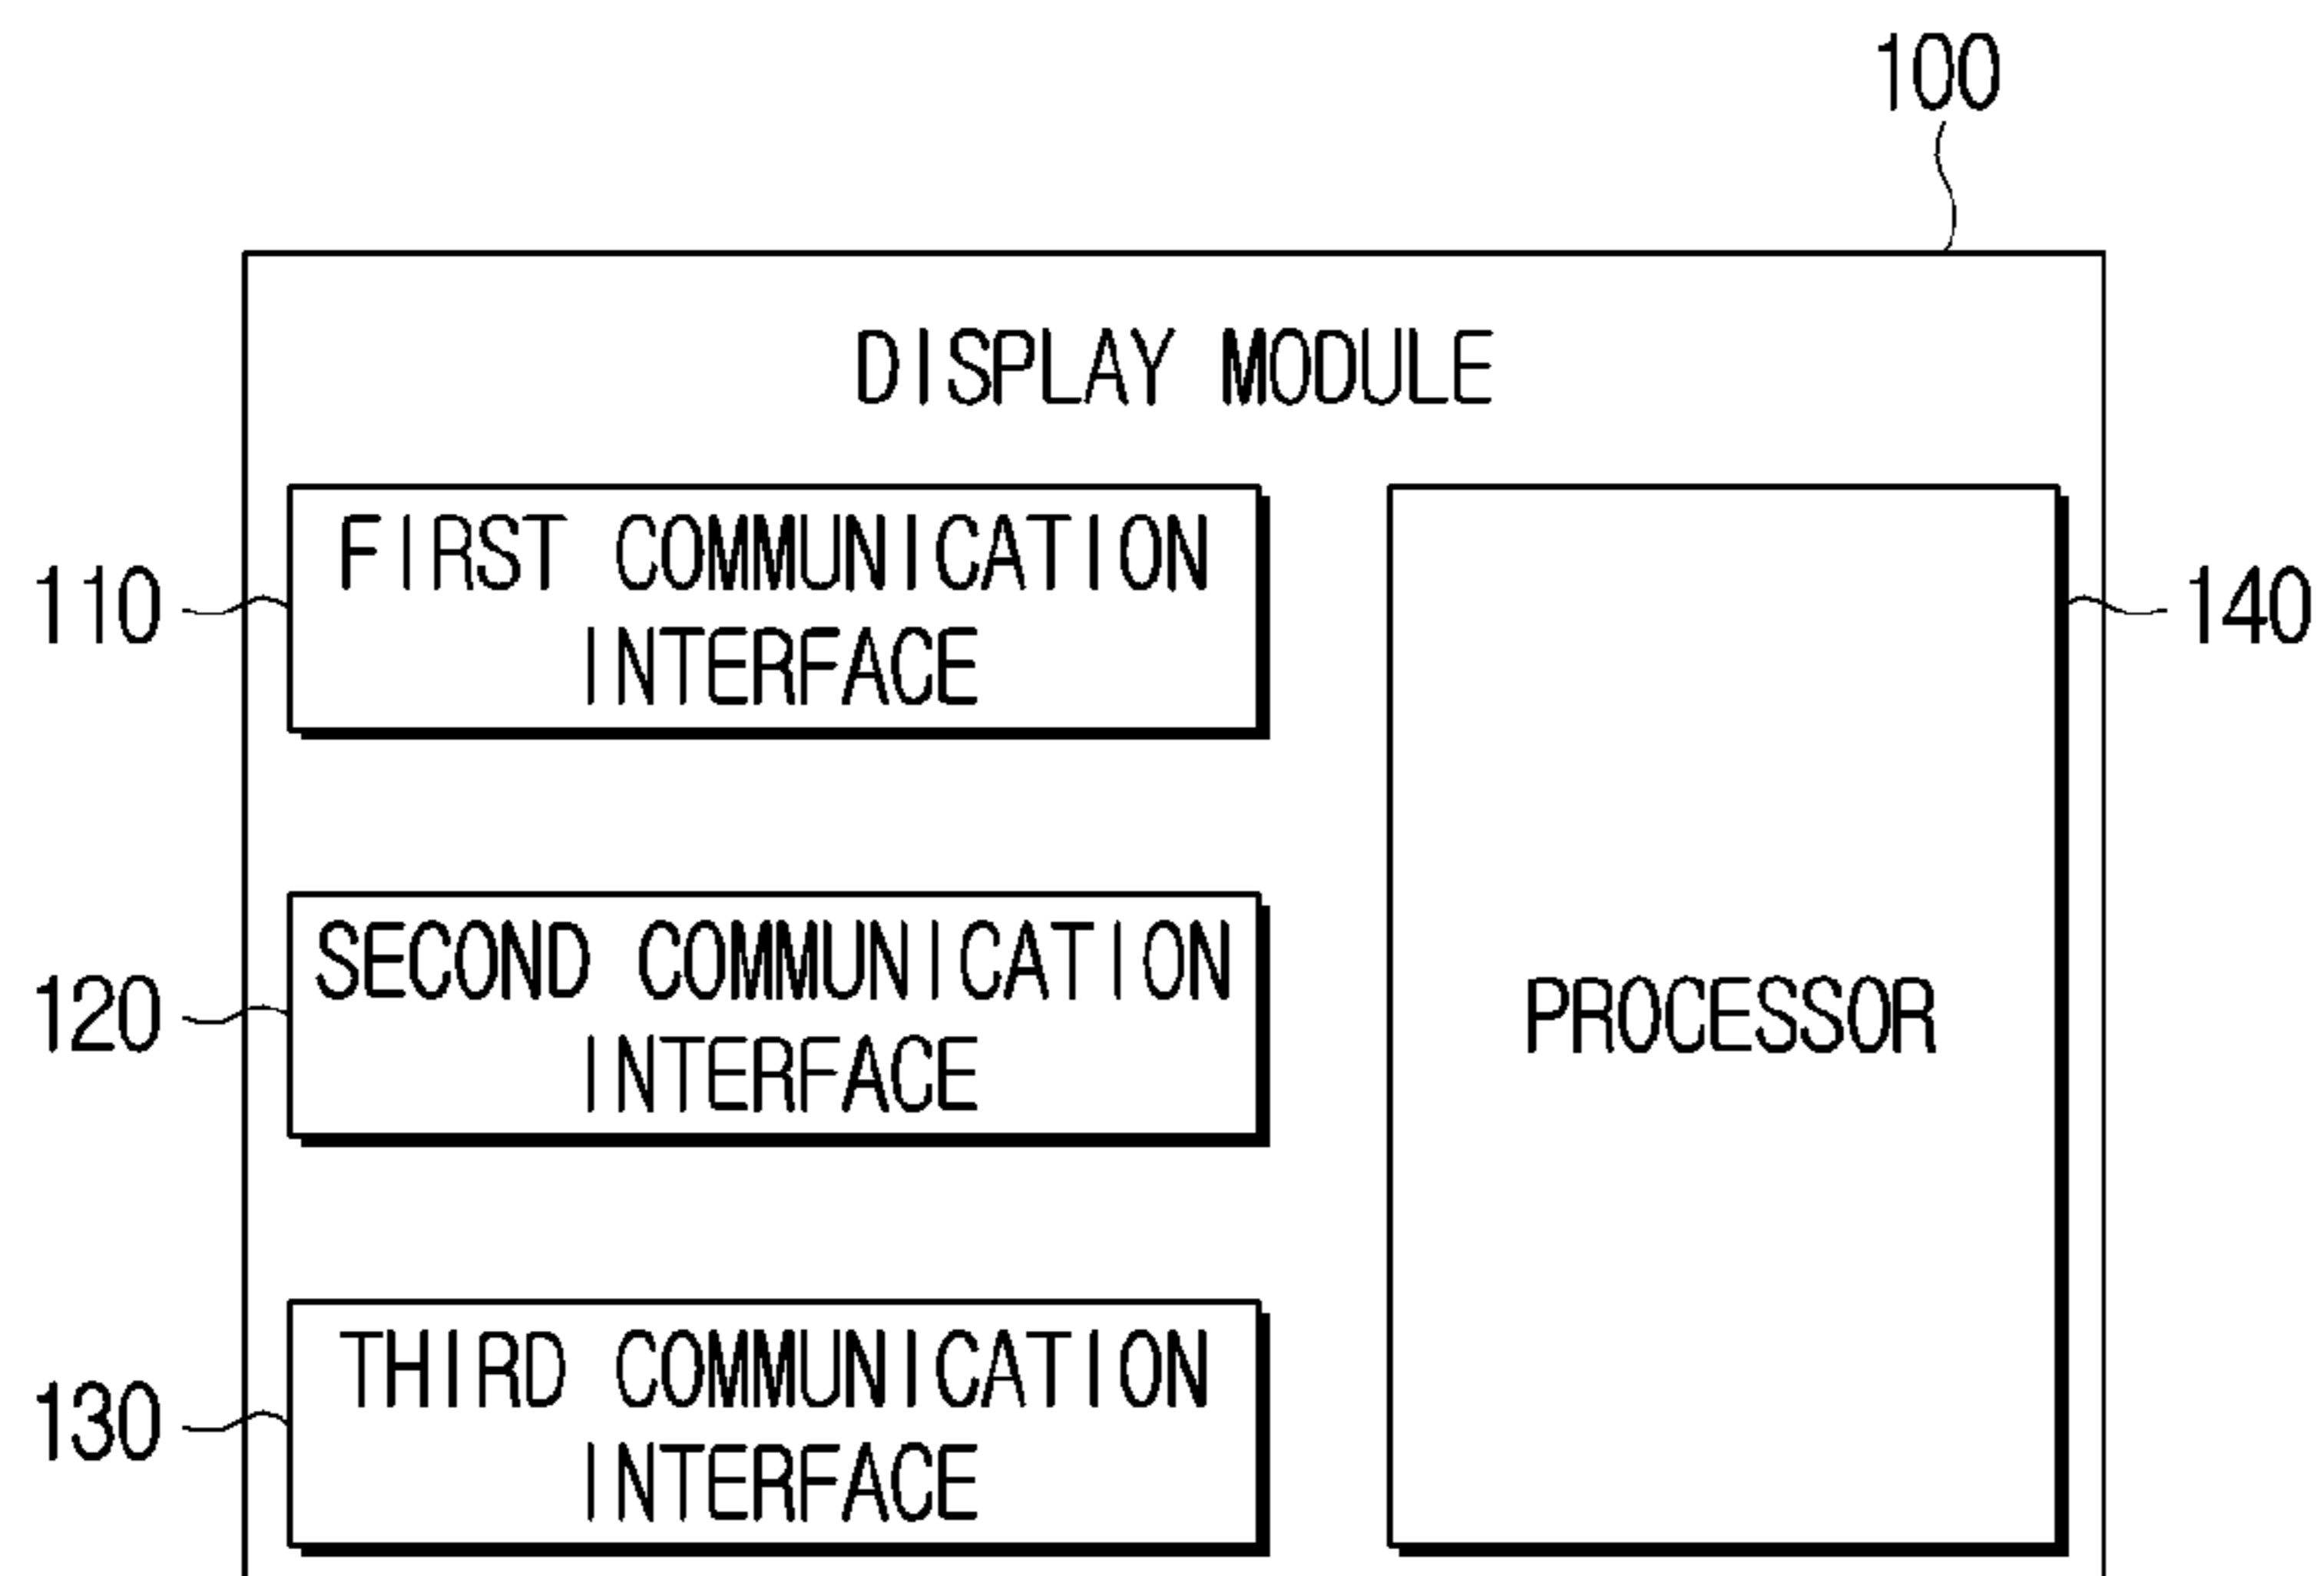 100
DISPLAY MODULE
110
FIRST COMMUNICATION
INTERFACE
140
120
SECOND COMMUNICATION
INTERFACE
PROCESSOR
130
THIRD COMMUNICATION
INTERFACE